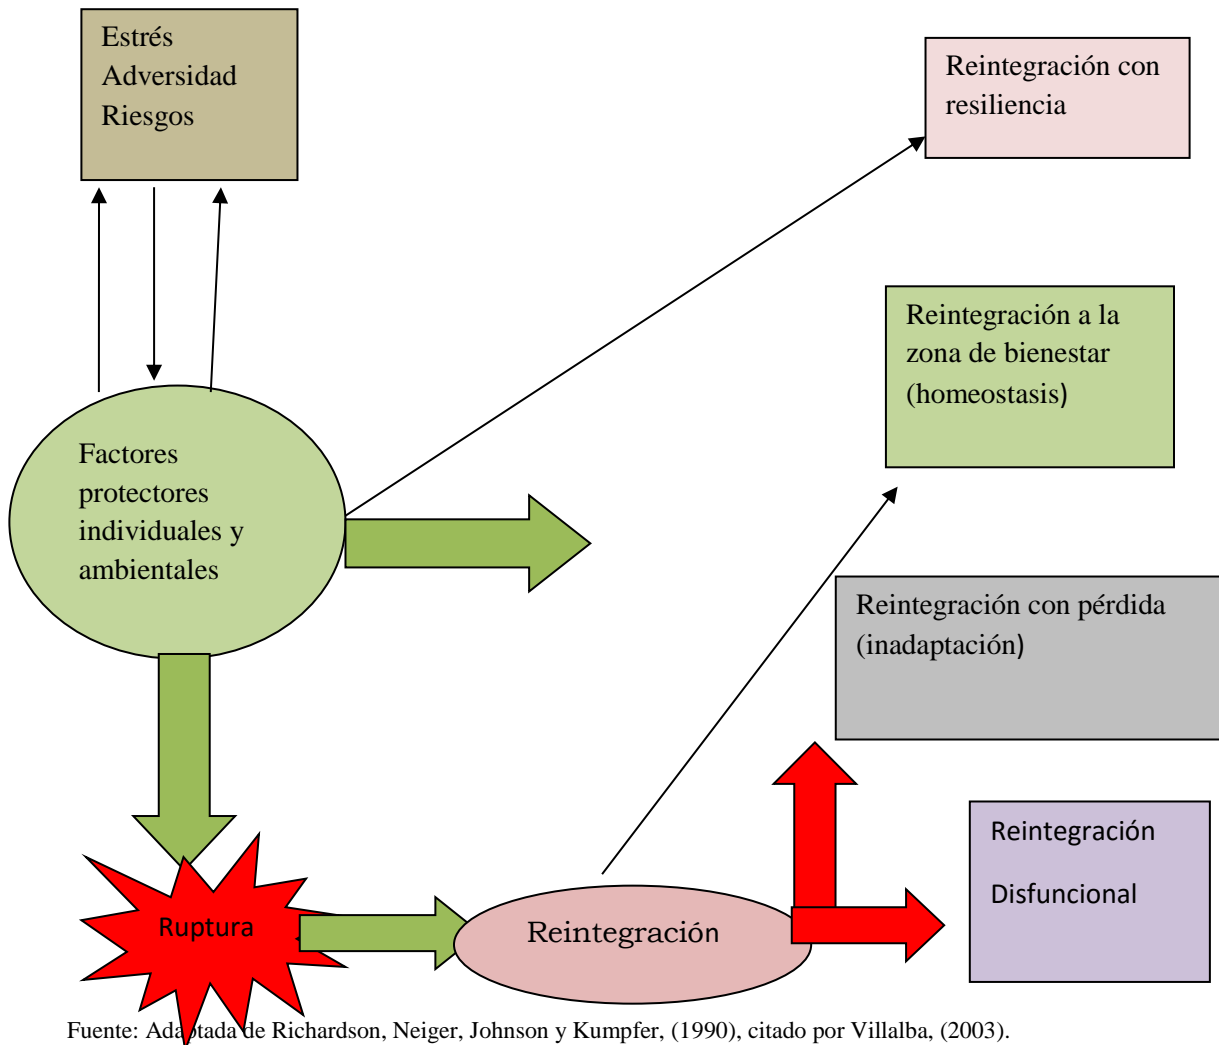 Estrés
Adversidad
Riesgos
Reintegración con
resiliencia
Reintegración a la
zona de bienestar
(homeostasis)
Factores
protectores
individuales y
ambientales
Reintegración con pérdida
(inadaptación)
Reintegración
Disfuncional
Ruptura
Reintegración
Fuente: Adaptada de Richardson, Neiger, Johnson y Kumpfer, (1990), citado por Villalba, (2003).